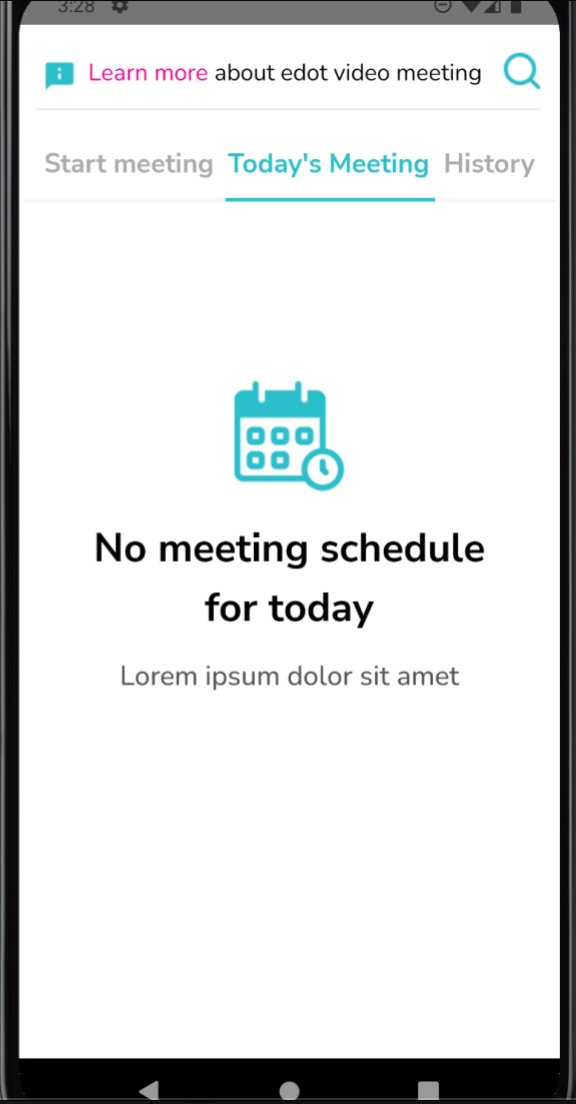 3:28
Learn more about edot video meeting
Start meeting Today's Meeting History
No meeting schedule
for today
Lorem ipsum dolor sit amet